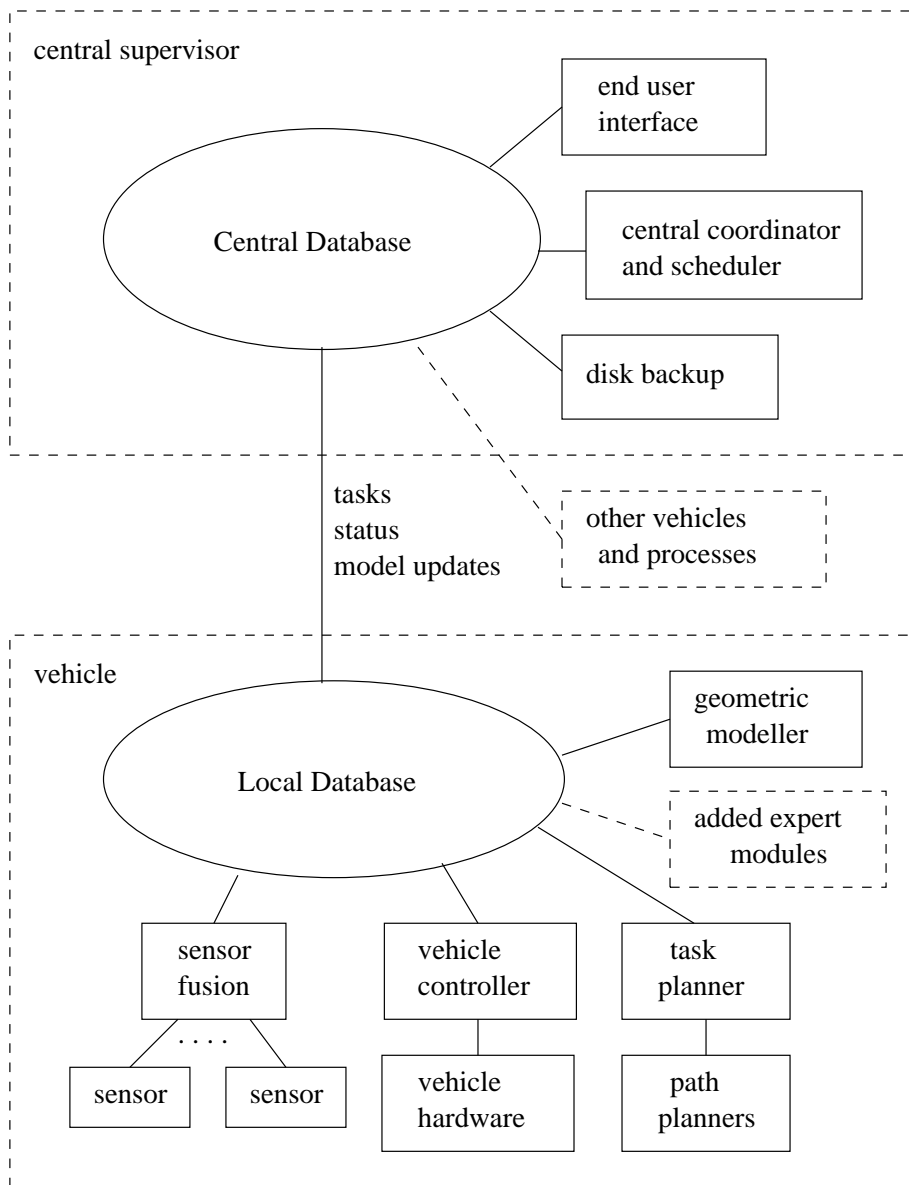 central supervisor
end user
interface
Central Database
central coordinator
and scheduler
disk backup
tasks
status
model updates
other vehicles
and processes
vehicle
geometric
modeller
Local Database
added expert
modules
sensor
fusion
vehicle
controller
task
planner
. . . .
sensor
sensor
vehicle
hardware
path
planners